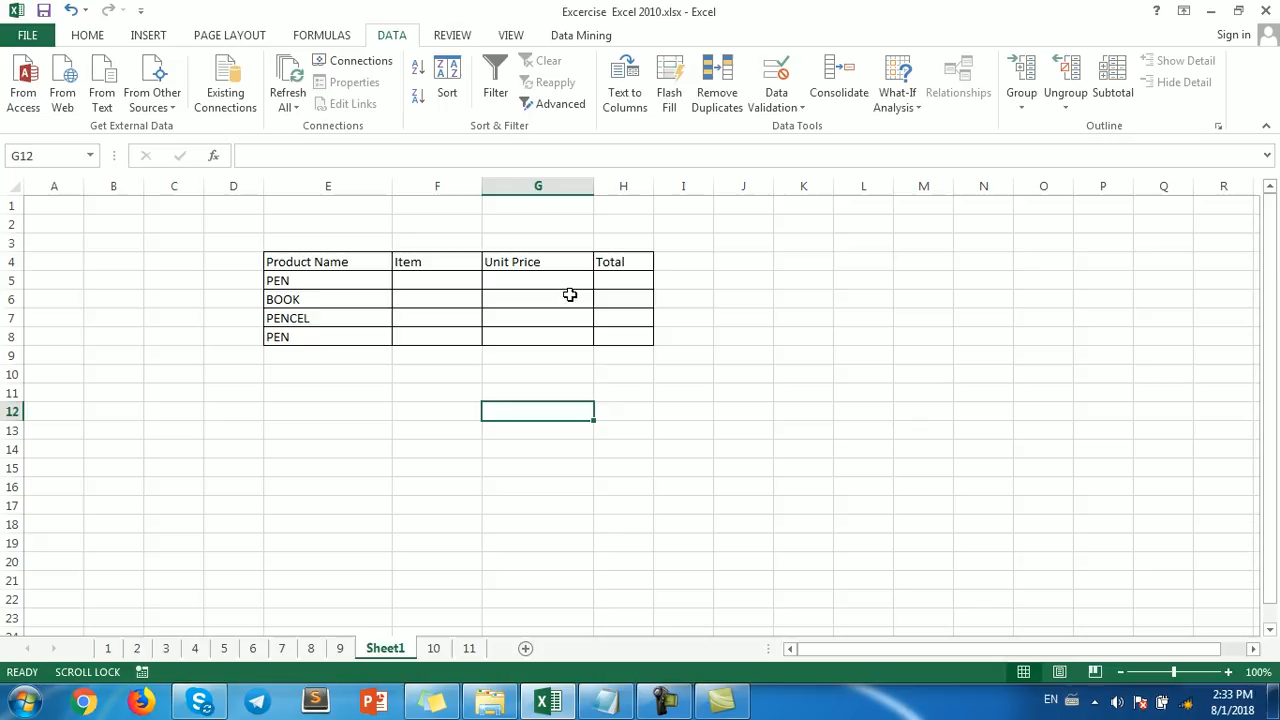 Excercise Excel 2010.xlsx - Excel
FILE HOME INSERT PAGE LAYOUT FORMULAS DATA REVIEW VIEW Data Mining Sign in
From Access
From Web
From Text
From Other Sources
Existing Connections
Get External Data
Refresh All
Connections
Properties
Edit Links
Connections
Sort
Filter
Clear
Reapply
Advanced
Sort & Filter
Text to Columns
Flash Fill
Remove Duplicates
Data Validation
Consolidate
What-If Analysis
Relationships
Data Tools
Group
Ungroup
Subtotal
Show Detail
Hide Detail
Outline
G12
A B C D E F G H I J K L M N O P Q R
1
2
3
4 Product Name Item Unit Price Total
5 PEN
6 BOOK
7 PENCEL
8 PEN
9
10
11
12
13
14
15
16
17
18
19
20
21
22
23
1 2 3 4 5 6 7 8 9 Sheet1 10 11
READY SCROLL LOCK 100%
EN 2:33 PM
8/1/2018